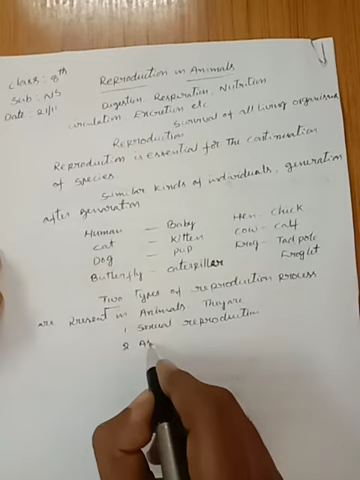 Class: 8th
Sub: NS
Date: 21/11
Reproduction in Animals
Digestion, Respiration, Nutrition
circulation Excretion etc
survival of all living organisms
Reproduction
Reproduction is essential for the continuation
of species.
Similar kinds of individuals, generation
after generation
Human — Baby Hen - chick
cat — kitten cow - calf
Dog — pup Frog - Tadpole
Butterfly - caterpillar Froglet
Two types of reproduction process
are present in Animals They are
1 Sexual reproduction
2 As